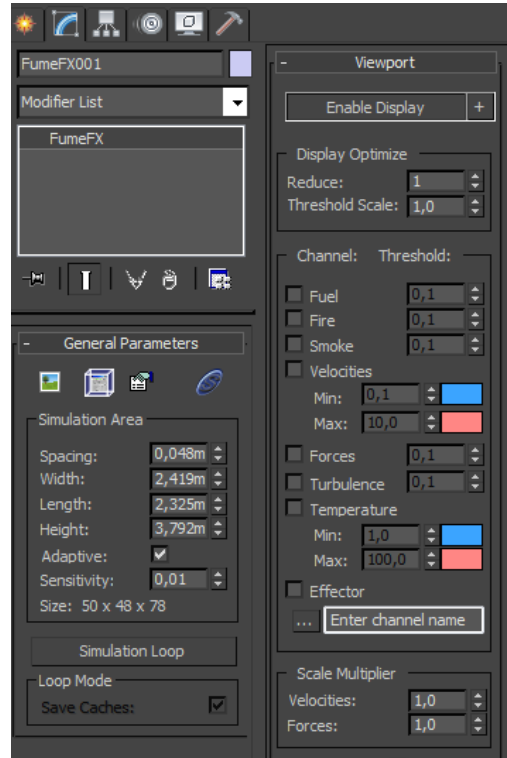 FumeFX001
Modifier List
FumeFX
- General Parameters
Simulation Area
Spacing: 0,048m
Width: 2,419m
Length: 2,325m
Height: 3,792m
Adaptive:
Sensitivity: 0,01
Size: 50 x 48 x 78
Simulation Loop
Loop Mode
Save Caches:
- Viewport
Enable Display +
Display Optimize
Reduce: 1
Threshold Scale: 1,0
Channel: Threshold:
Fuel 0,1
Fire 0,1
Smoke 0,1
Velocities
Min: 0,1
Max: 10,0
Forces 0,1
Turbulence 0,1
Temperature
Min: 1,0
Max: 100,0
Effector
... Enter channel name
Scale Multiplier
Velocities: 1,0
Forces: 1,0